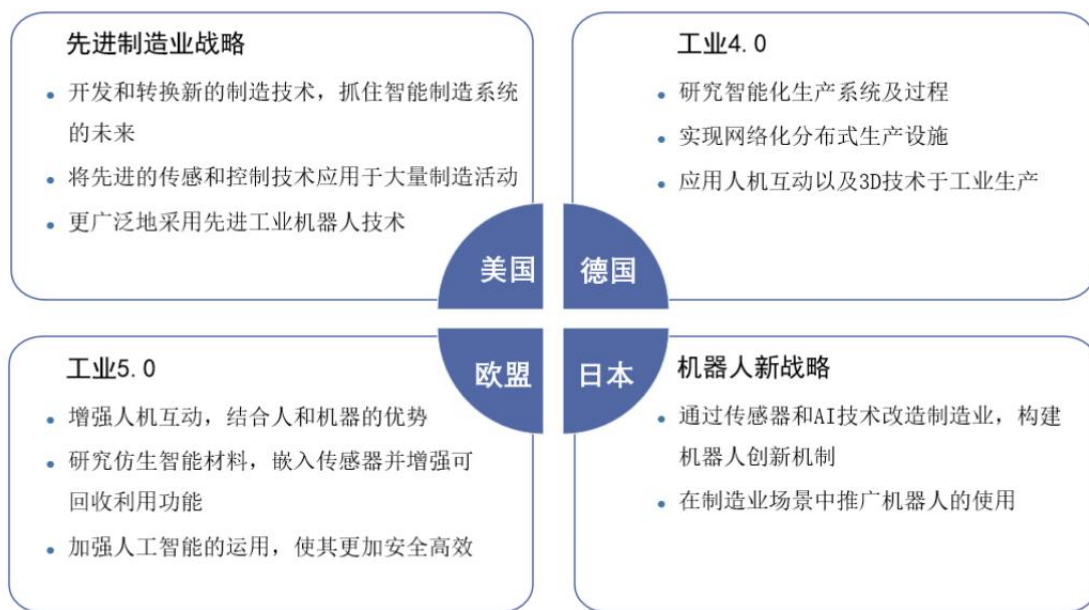 先进制造业战略
• 开发和转换新的制造技术，抓住智能制造系统
的未来
• 将先进的传感和控制技术应用于大量制造活动
• 更广泛地采用先进工业机器人技术
美国
工业4.0
• 研究智能化生产系统及过程
• 实现网络化分布式生产设施
• 应用人机互动以及3D技术于工业生产
德国
工业5.0
• 增强人机互动，结合人和机器的优势
• 研究仿生智能材料，嵌入传感器并增强可
回收利用功能
• 加强人工智能的运用，使其更加安全高效
欧盟
机器人新战略
• 通过传感器和AI技术改造制造业，构建
机器人创新机制
• 在制造业场景中推广机器人的使用
日本